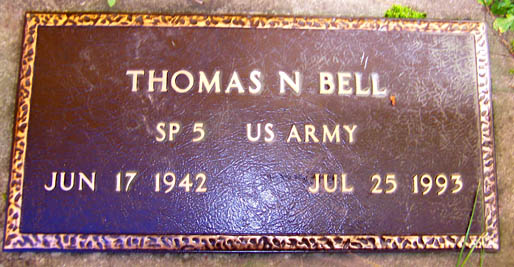 THOMAS N BELL
SP 5 US ARMY
JUN 17 1942 JUL 25 1993